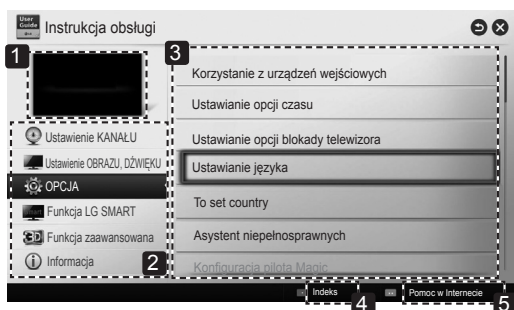 User
Guide
Instrukcja obsługi
1
3
Korzystanie z urządzeń wejściowych
Ustawianie opcji czasu
Ustawianie opcji blokady telewizora
Ustawianie języka
To set country
Asystent niepełnosprawnych
Konfiguracja pilota Magic
Ustawienie KANAŁU
Ustawienie OBRAZU, DŹWIĘKU
OPCJA
Funkcja LG SMART
3D Funkcja zaawansowana
Informacja
2
Indeks
4
Pomoc w Internecie
5